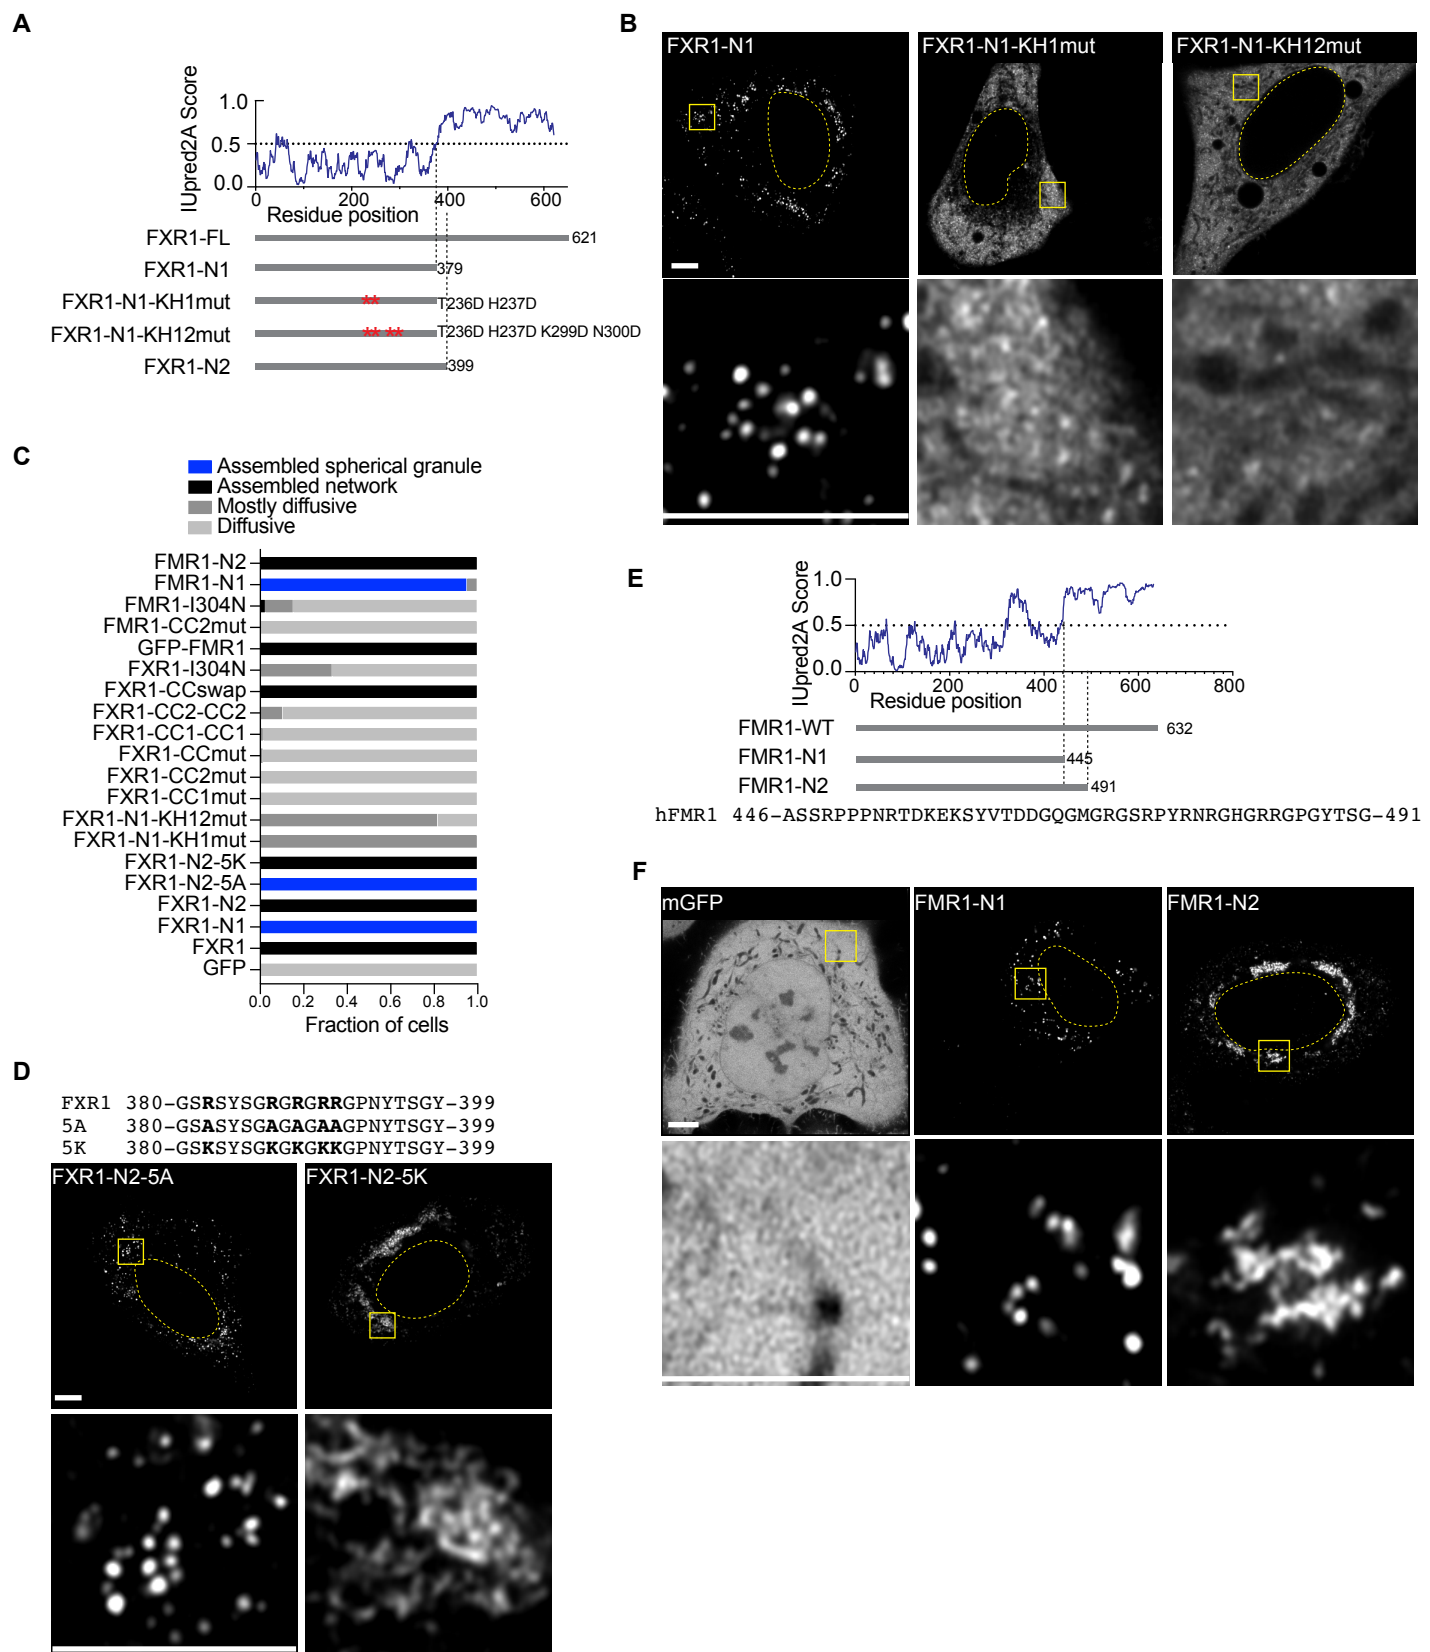 A
IUpred2A Score
1.0
0.5
0.0
0 200 400 600
Residue position
FXR1-FL 621
FXR1-N1 379
FXR1-N1-KH1mut ** T236D H237D
FXR1-N1-KH12mut ** ** T236D H237D K299D N300D
FXR1-N2 399
B
FXR1-N1 FXR1-N1-KH1mut FXR1-N1-KH12mut
C
Assembled spherical granule
Assembled network
Mostly diffusive
Diffusive
FMR1-N2
FMR1-N1
FMR1-I304N
FMR1-CC2mut
GFP-FMR1
FXR1-I304N
FXR1-CCswap
FXR1-CC2-CC2
FXR1-CC1-CC1
FXR1-CCmut
FXR1-CC2mut
FXR1-CC1mut
FXR1-N1-KH12mut
FXR1-N1-KH1mut
FXR1-N2-5K
FXR1-N2-5A
FXR1-N2
FXR1-N1
FXR1
GFP
0.0 0.2 0.4 0.6 0.8 1.0
Fraction of cells
D
FXR1 380-GSRSYSGRGRGRRGPNYTSGY-399
5A 380-GSASYSGAGAGAAGPNYTSGY-399
5K 380-GSKSYSGKGKGKKGPNYTSGY-399
FXR1-N2-5A FXR1-N2-5K
E
IUpred2A Score
1.0
0.5
0.0
0 200 400 600 800
Residue position
FMR1-WT 632
FMR1-N1 445
FMR1-N2 491
hFMR1 446-ASSRPPPNRTDKEKSYVTDDGQGMGRGSRPYRNRGHGRRGPGYTSG-491
F
mGFP FMR1-N1 FMR1-N2